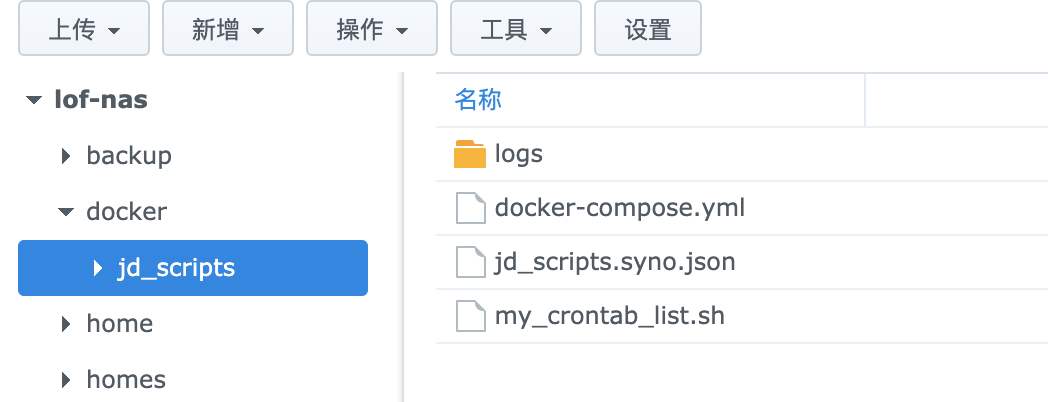 上传 新增 操作 工具 设置
lof-nas
backup
docker
jd_scripts
home
homes
名称
logs
docker-compose.yml
jd_scripts.syno.json
my_crontab_list.sh